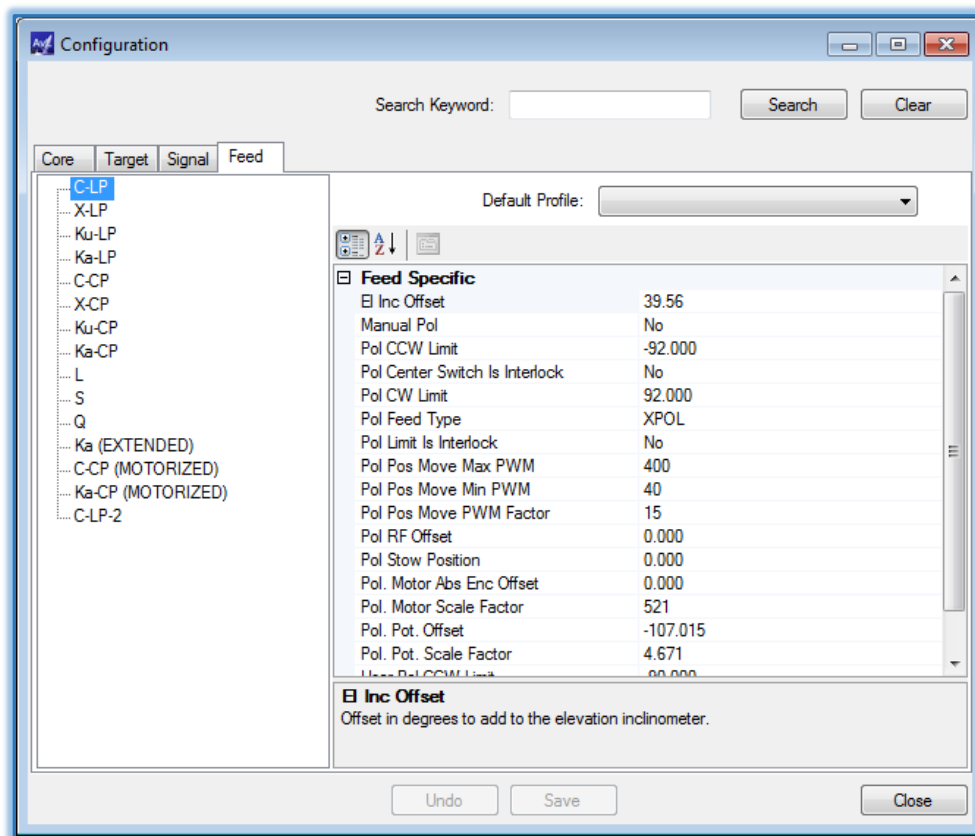 Configuration
Search Keyword:
Search
Clear
Core
Target
Signal
Feed
C-LP
X-LP
Ku-LP
Ka-LP
C-CP
X-CP
Ku-CP
Ka-CP
L
S
Q
Ka (EXTENDED)
C-CP (MOTORIZED)
Ka-CP (MOTORIZED)
C-LP-2
Default Profile:
Feed Specific
El Inc Offset 39.56
Manual Pol No
Pol CCW Limit -92.000
Pol Center Switch Is Interlock No
Pol CW Limit 92.000
Pol Feed Type XPOL
Pol Limit Is Interlock No
Pol Pos Move Max PWM 400
Pol Pos Move Min PWM 40
Pol Pos Move PWM Factor 15
Pol RF Offset 0.000
Pol Stow Position 0.000
Pol. Motor Abs Enc Offset 0.000
Pol. Motor Scale Factor 521
Pol. Pot. Offset -107.015
Pol. Pot. Scale Factor 4.671
User Pol CCW Limit -90.000
El Inc Offset
Offset in degrees to add to the elevation inclinometer.
Undo
Save
Close